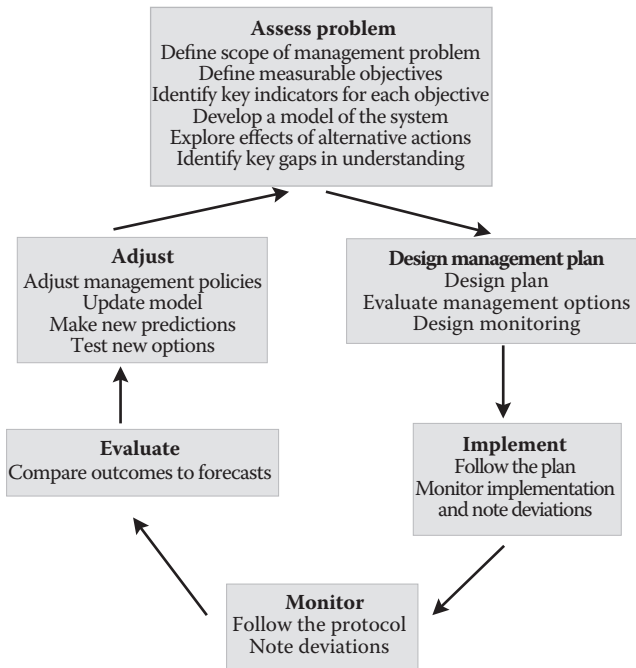 Assess problem
Define scope of management problem
Define measurable objectives
Identify key indicators for each objective
Develop a model of the system
Explore effects of alternative actions
Identify key gaps in understanding
Design management plan
Design plan
Evaluate management options
Design monitoring
Implement
Follow the plan
Monitor implementation
and note deviations
Monitor
Follow the protocol
Note deviations
Evaluate
Compare outcomes to forecasts
Adjust
Adjust management policies
Update model
Make new predictions
Test new options